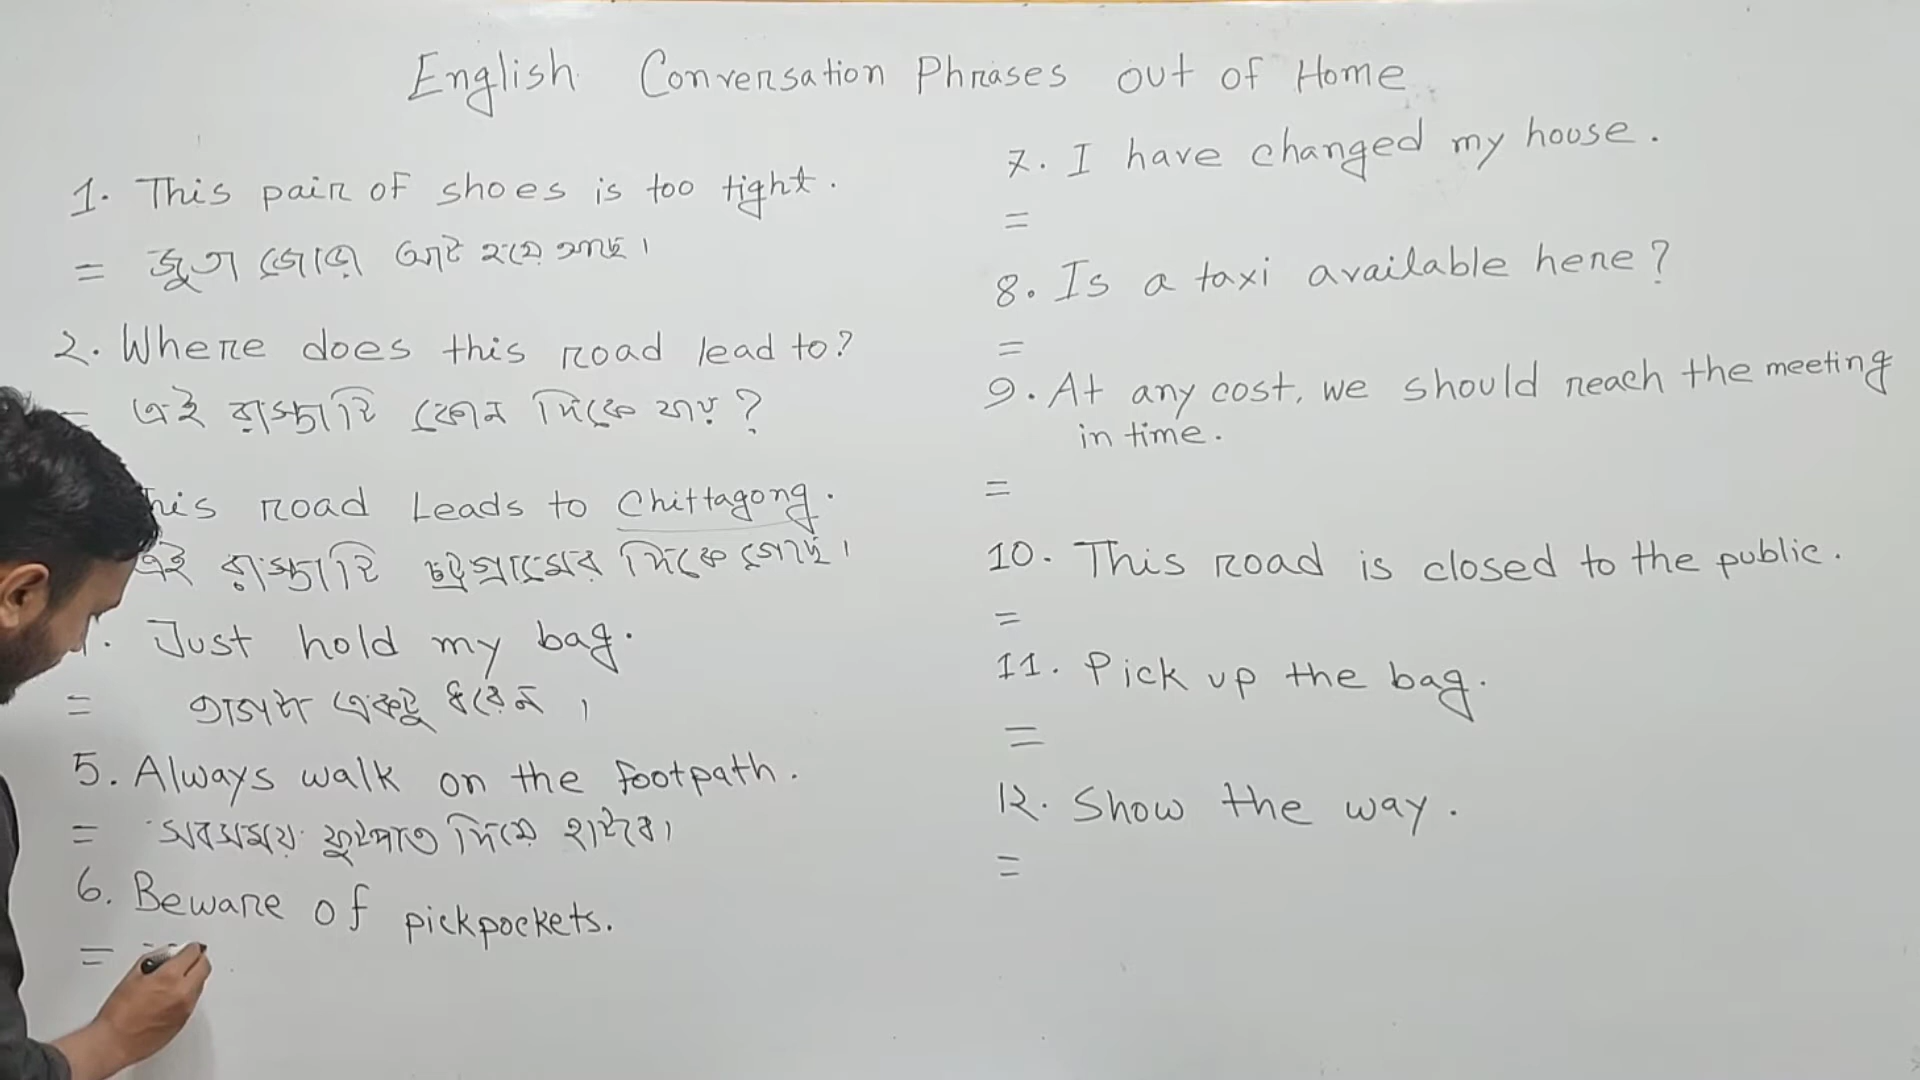 English Conversation Phrases out of Home
1. This pair of shoes is too tight.
= জুতা জোড়া আট হয়ে গেছে।
2. Where does this road lead to?
= এই রাস্তাটি কোন দিকে যায়?
This road Leads to Chittagong.
এই রাস্তাটি চট্টগ্রামের দিকে গেছে।
. Just hold my bag.
= একটু ধরেন।
5. Always walk on the footpath.
= সবসময় ফুটপাত দিয়ে হাটবে।
6. Beware of pickpockets.
=
7. I have changed my house.
=
8. Is a taxi available here?
=
9. At any cost, we should reach the meeting
in time.
=
10. This road is closed to the public.
=
11. Pick up the bag.
=
12. Show the way.
=